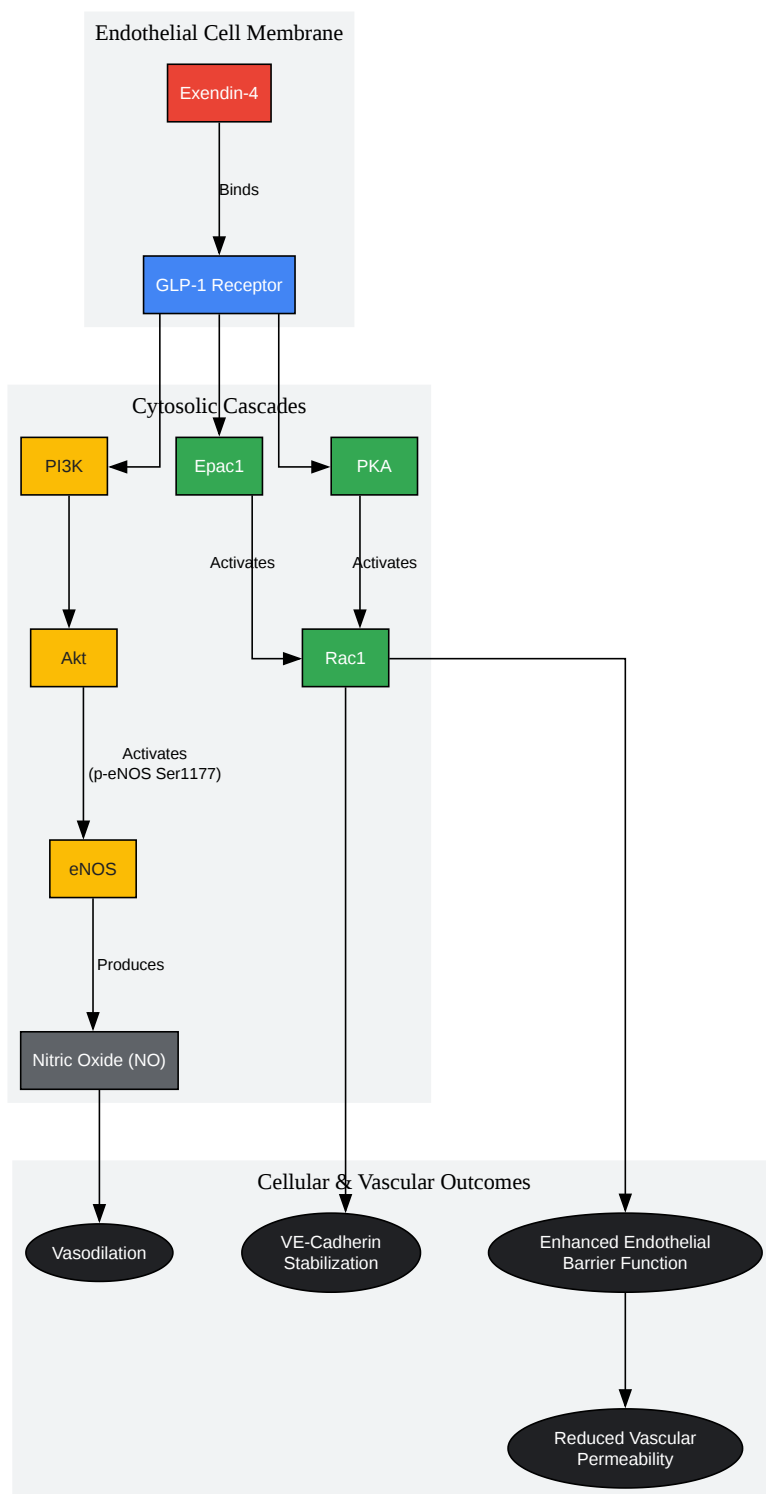 Endothelial Cell Membrane
Exendin-4
Binds
GLP-1 Receptor
Cytosolic Cascades
PI3K
Epac1
PKA
Activates
Activates
Akt
Rac1
Activates
(p-eNOS Ser1177)
eNOS
Produces
Nitric Oxide (NO)
Cellular & Vascular Outcomes
Vasodilation
VE-Cadherin
Stabilization
Enhanced Endothelial
Barrier Function
Reduced Vascular
Permeability